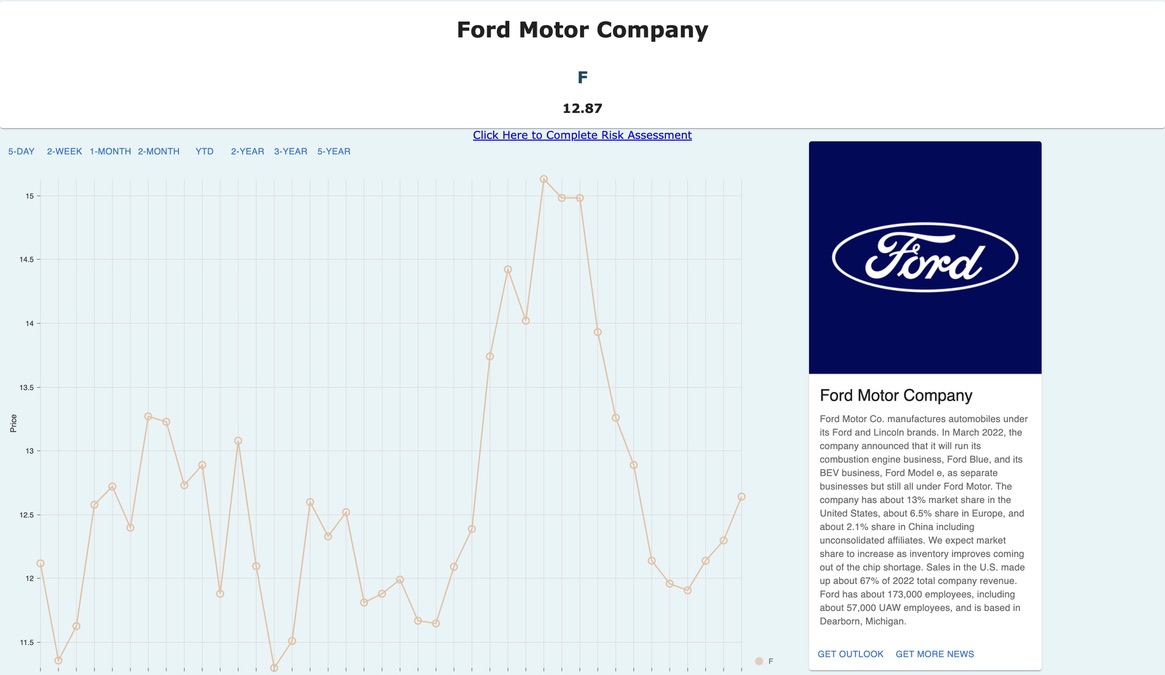 Ford Motor Company
F
12.87
Click Here to Complete Risk Assessment
5-DAY 2-WEEK 1-MONTH 2-MONTH YTD 2-YEAR 3-YEAR 5-YEAR
15
14.5
14
13.5
13
12.5
12
11.5
Price
F
Ford
Ford Motor Company
Ford Motor Co. manufactures automobiles under
its Ford and Lincoln brands. In March 2022, the
company announced that it will run its
combustion engine business, Ford Blue, and its
BEV business, Ford Model e, as separate
businesses but still all under Ford Motor. The
company has about 13% market share in the
United States, about 6.5% share in Europe, and
about 2.1% share in China including
unconsolidated affiliates. We expect market
share to increase as inventory improves coming
out of the chip shortage. Sales in the U.S. made
up about 67% of 2022 total company revenue.
Ford has about 173,000 employees, including
about 57,000 UAW employees, and is based in
Dearborn, Michigan.
GET OUTLOOK GET MORE NEWS